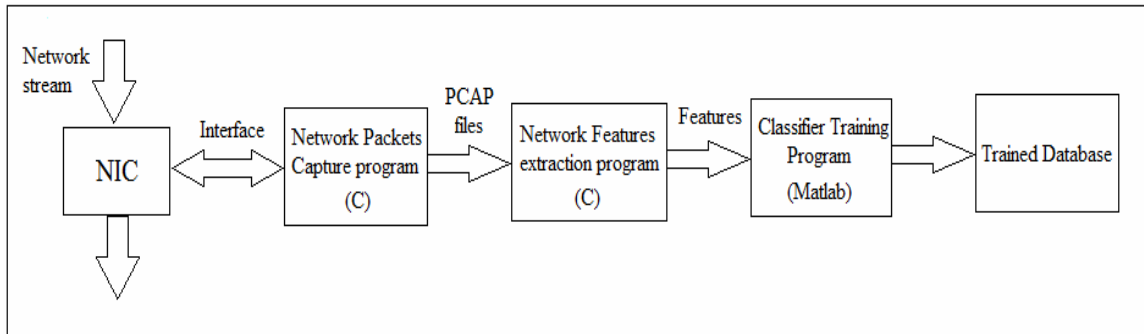 Network
stream
NIC
Interface
Network Packets
Capture program
(C)
PCAP
files
Network Features
extraction program
(C)
Features
Classifier Training
Program
(Matlab)
Trained Database